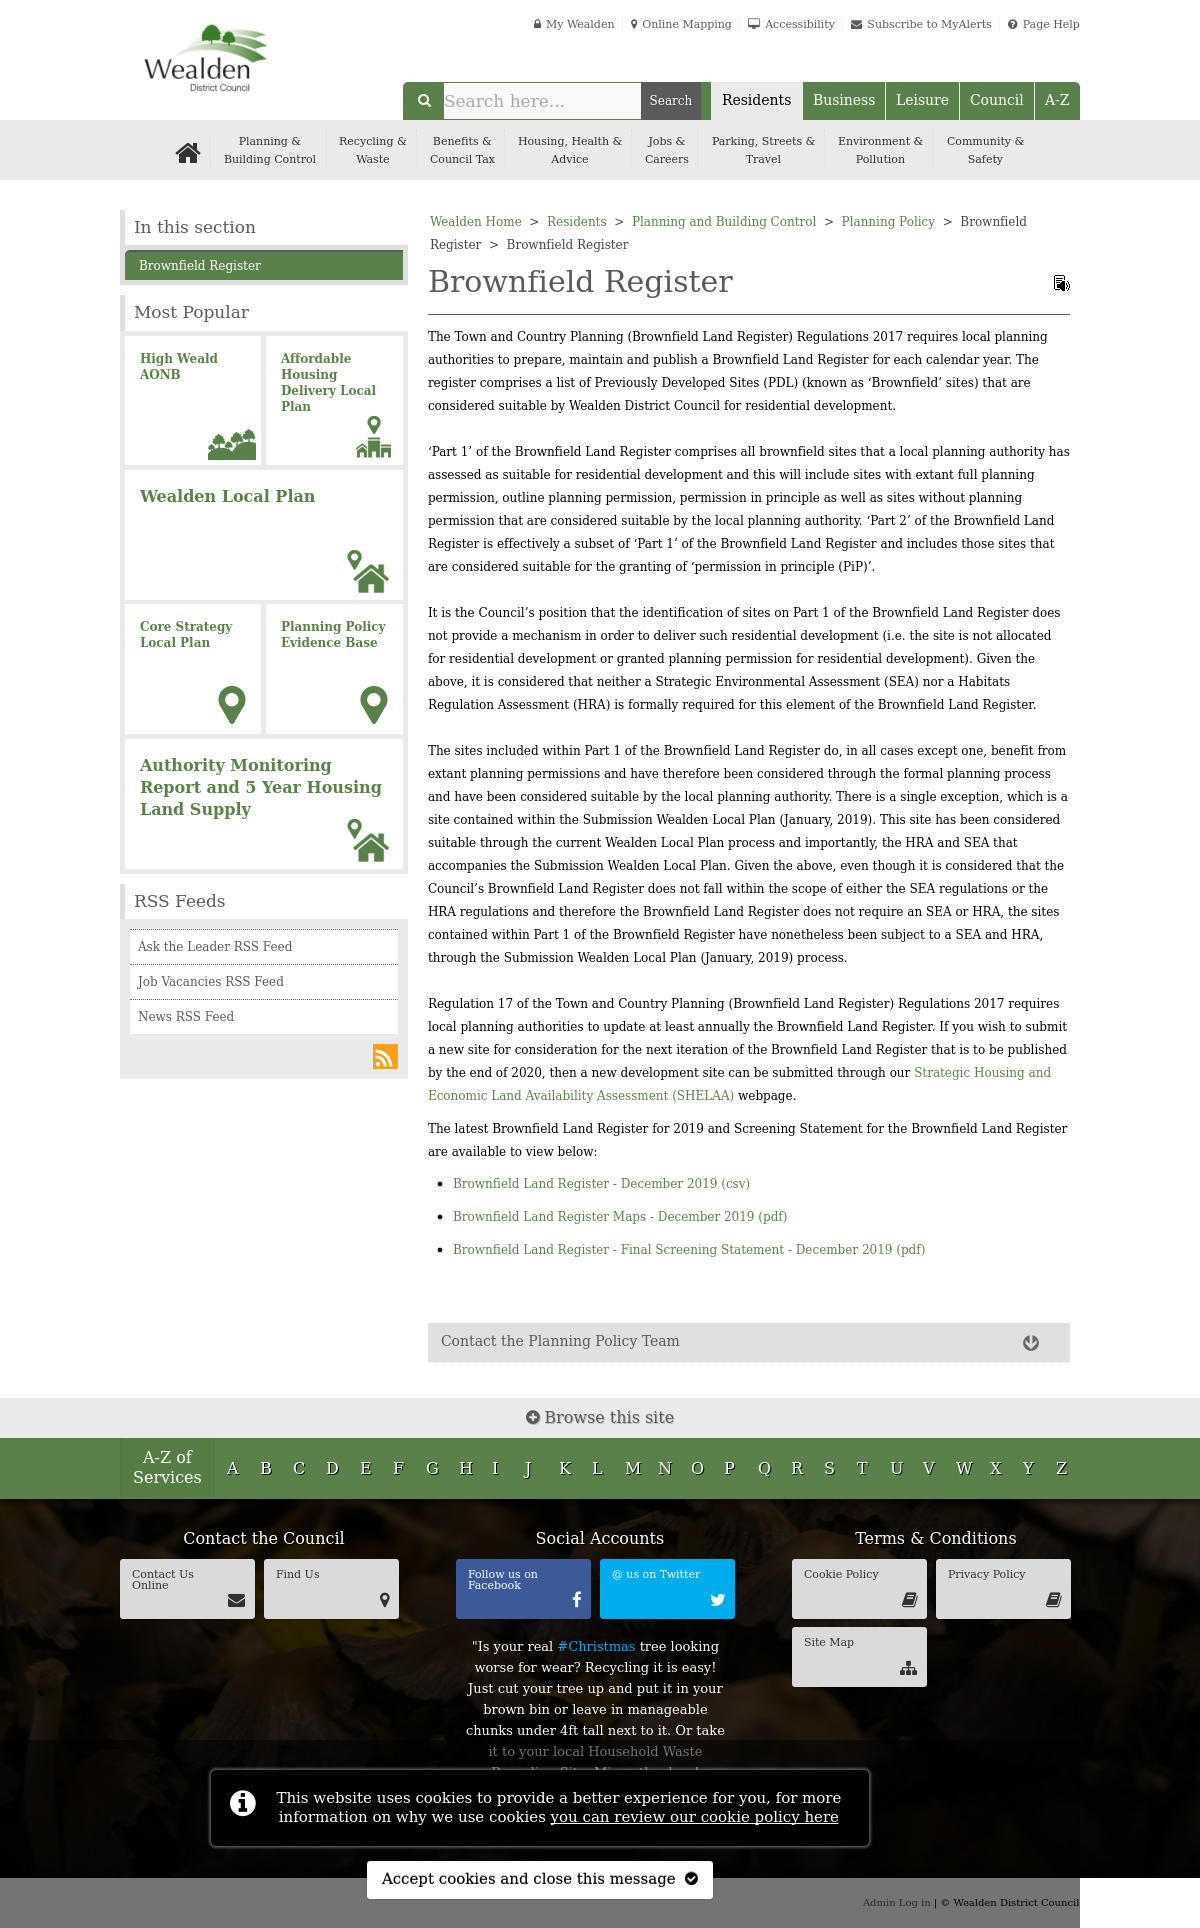 My Wealden
Online Mapping
Accessibility
Subscribe to MyAlerts
Page Help
Wealden
District Council
Search here...
Search
Residents
Business
Leisure
Council
A-Z
Planning &
Building Control
Recycling &
Waste
Benefits &
Council Tax
Housing, Health &
Advice
Jobs &
Careers
Parking, Streets &
Travel
Environment &
Pollution
Community &
Safety
In this section
Brownfield Register
Most Popular
High Weald
AONB
Affordable
Housing
Delivery Local
Plan
Wealden Local Plan
Core Strategy
Local Plan
Planning Policy
Evidence Base
Authority Monitoring
Report and 5 Year Housing
Land Supply
RSS Feeds
Ask the Leader RSS Feed
Job Vacancies RSS Feed
News RSS Feed
Wealden Home > Residents > Planning and Building Control > Planning Policy > Brownfield
Register > Brownfield Register
Brownfield Register
The Town and Country Planning (Brownfield Land Register) Regulations 2017 requires local planning
authorities to prepare, maintain and publish a Brownfield Land Register for each calendar year. The
register comprises a list of Previously Developed Sites (PDL) (known as ‘Brownfield’ sites) that are
considered suitable by Wealden District Council for residential development.
‘Part 1’ of the Brownfield Land Register comprises all brownfield sites that a local planning authority has
assessed as suitable for residential development and this will include sites with extant full planning
permission, outline planning permission, permission in principle as well as sites without planning
permission that are considered suitable by the local planning authority. ‘Part 2’ of the Brownfield Land
Register is effectively a subset of ‘Part 1’ of the Brownfield Land Register and includes those sites that
are considered suitable for the granting of ‘permission in principle (PiP)’.
It is the Council’s position that the identification of sites on Part 1 of the Brownfield Land Register does
not provide a mechanism in order to deliver such residential development (i.e. the site is not allocated
for residential development or granted planning permission for residential development). Given the
above, it is considered that neither a Strategic Environmental Assessment (SEA) nor a Habitats
Regulation Assessment (HRA) is formally required for this element of the Brownfield Land Register.
The sites included within Part 1 of the Brownfield Land Register do, in all cases except one, benefit from
extant planning permissions and have therefore been considered through the formal planning process
and have been considered suitable by the local planning authority. There is a single exception, which is a
site contained within the Submission Wealden Local Plan (January, 2019). This site has been considered
suitable through the current Wealden Local Plan process and importantly, the HRA and SEA that
accompanies the Submission Wealden Local Plan. Given the above, even though it is considered that the
Council’s Brownfield Land Register does not fall within the scope of either the SEA regulations or the
HRA regulations and therefore the Brownfield Land Register does not require an SEA or HRA, the sites
contained within Part 1 of the Brownfield Register have nonetheless been subject to a SEA and HRA,
through the Submission Wealden Local Plan (January, 2019) process.
Regulation 17 of the Town and Country Planning (Brownfield Land Register) Regulations 2017 requires
local planning authorities to update at least annually the Brownfield Land Register. If you wish to submit
a new site for consideration for the next iteration of the Brownfield Land Register that is to be published
by the end of 2020, then a new development site can be submitted through our Strategic Housing and
Economic Land Availability Assessment (SHELAA) webpage.
The latest Brownfield Land Register for 2019 and Screening Statement for the Brownfield Land Register
are available to view below:
Brownfield Land Register - December 2019 (csv)
Brownfield Land Register Maps - December 2019 (pdf)
Brownfield Land Register - Final Screening Statement - December 2019 (pdf)
Contact the Planning Policy Team
Browse this site
A-Z of
Services
A B C D E F G H I J K L M N O P Q R S T U V W X Y Z
Contact the Council
Contact Us
Online
Find Us
Social Accounts
Follow us on
Facebook
@ us on Twitter
"Is your real #Christmas tree looking
worse for wear? Recycling it is easy!
Just cut your tree up and put it in your
brown bin or leave in manageable
chunks under 4ft tall next to it. Or take
it to your local Household Waste
Terms & Conditions
Cookie Policy
Privacy Policy
Site Map
This website uses cookies to provide a better experience for you, for more
information on why we use cookies you can review our cookie policy here
Accept cookies and close this message
Admin Log in | © Wealden District Council